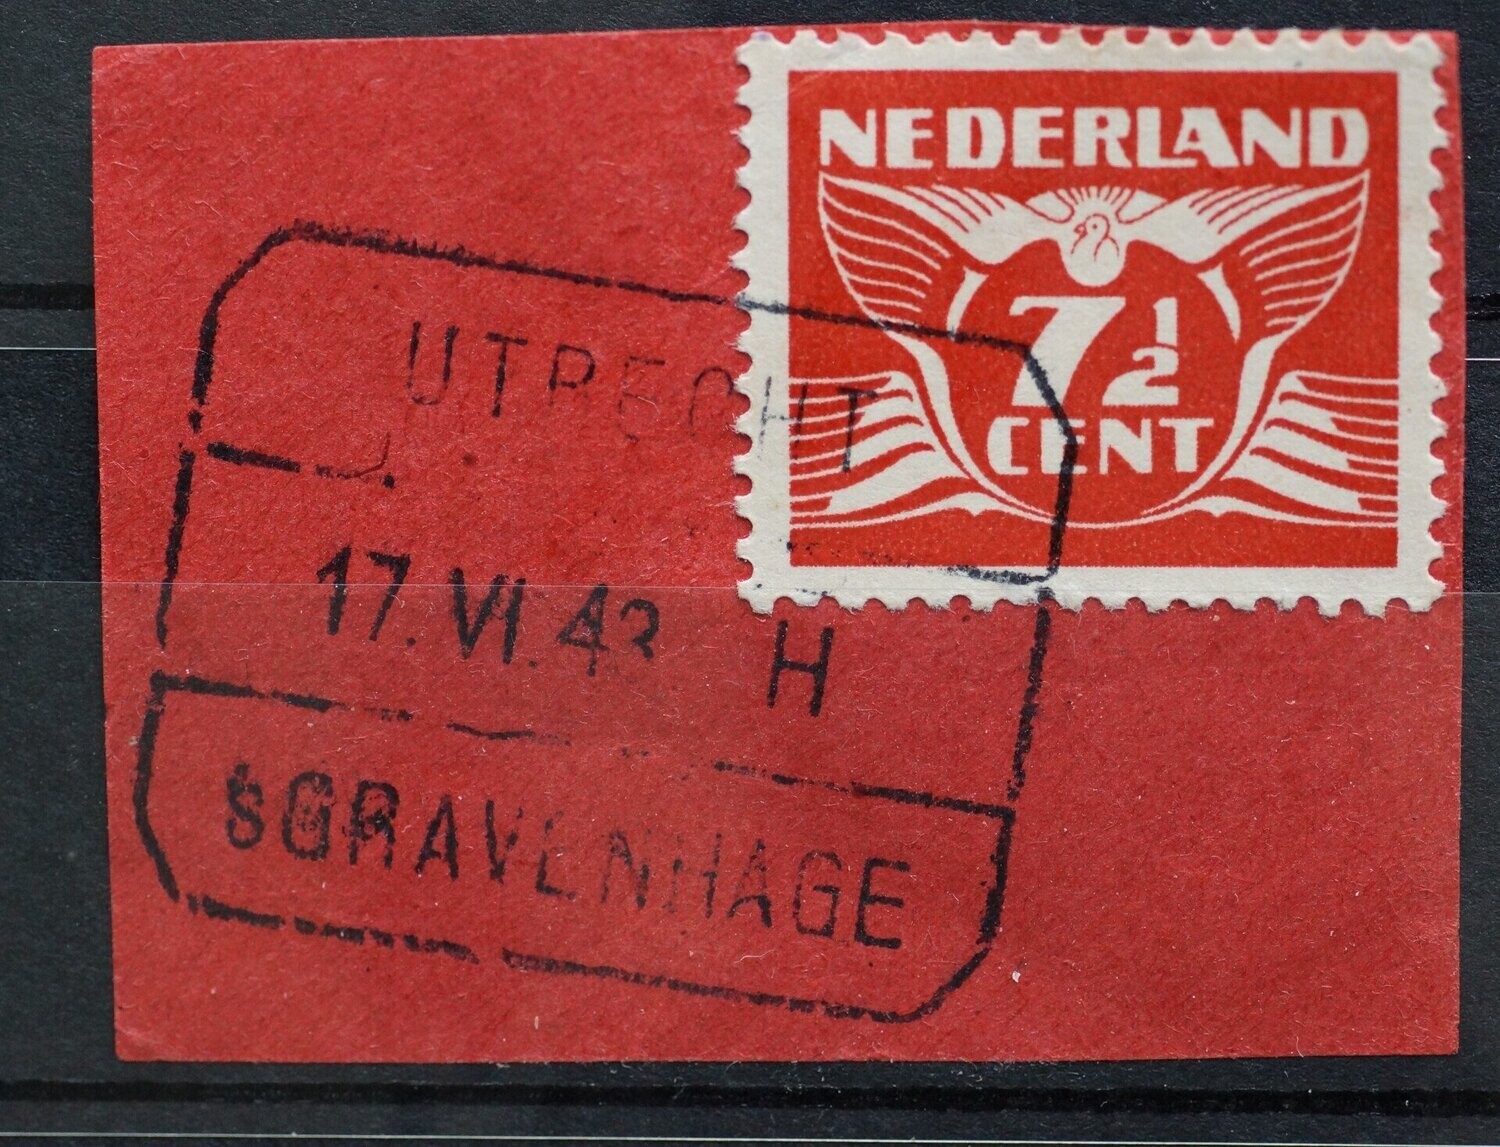 NEDERLAND
7½
CENT
UTRECHT
17.VI.43 H
sGRAVENHAGE